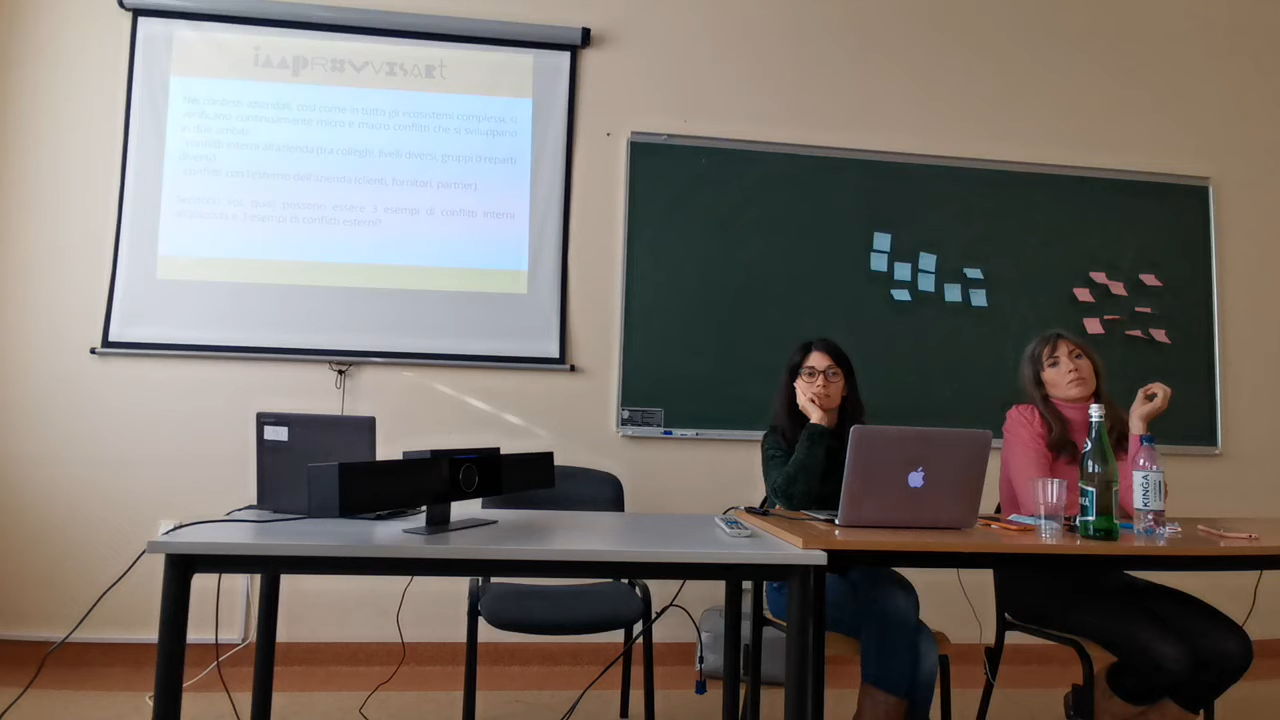 improvvisart
Nei contesti aziendali, così come in tutto gli ecosistemi complessi, si
verificano continuamente micro e macro conflitti che si sviluppano
in due ambiti:
conflitti interni all'azienda (tra colleghi, livelli diversi, gruppi o reparti
diversi)
conflitti con l'esterno dell'azienda (clienti, fornitori, partner).
Secondo voi, quali possono essere 3 esempi di conflitti interni
all'azienda e 3 esempi di conflitti esterni?
KINGA